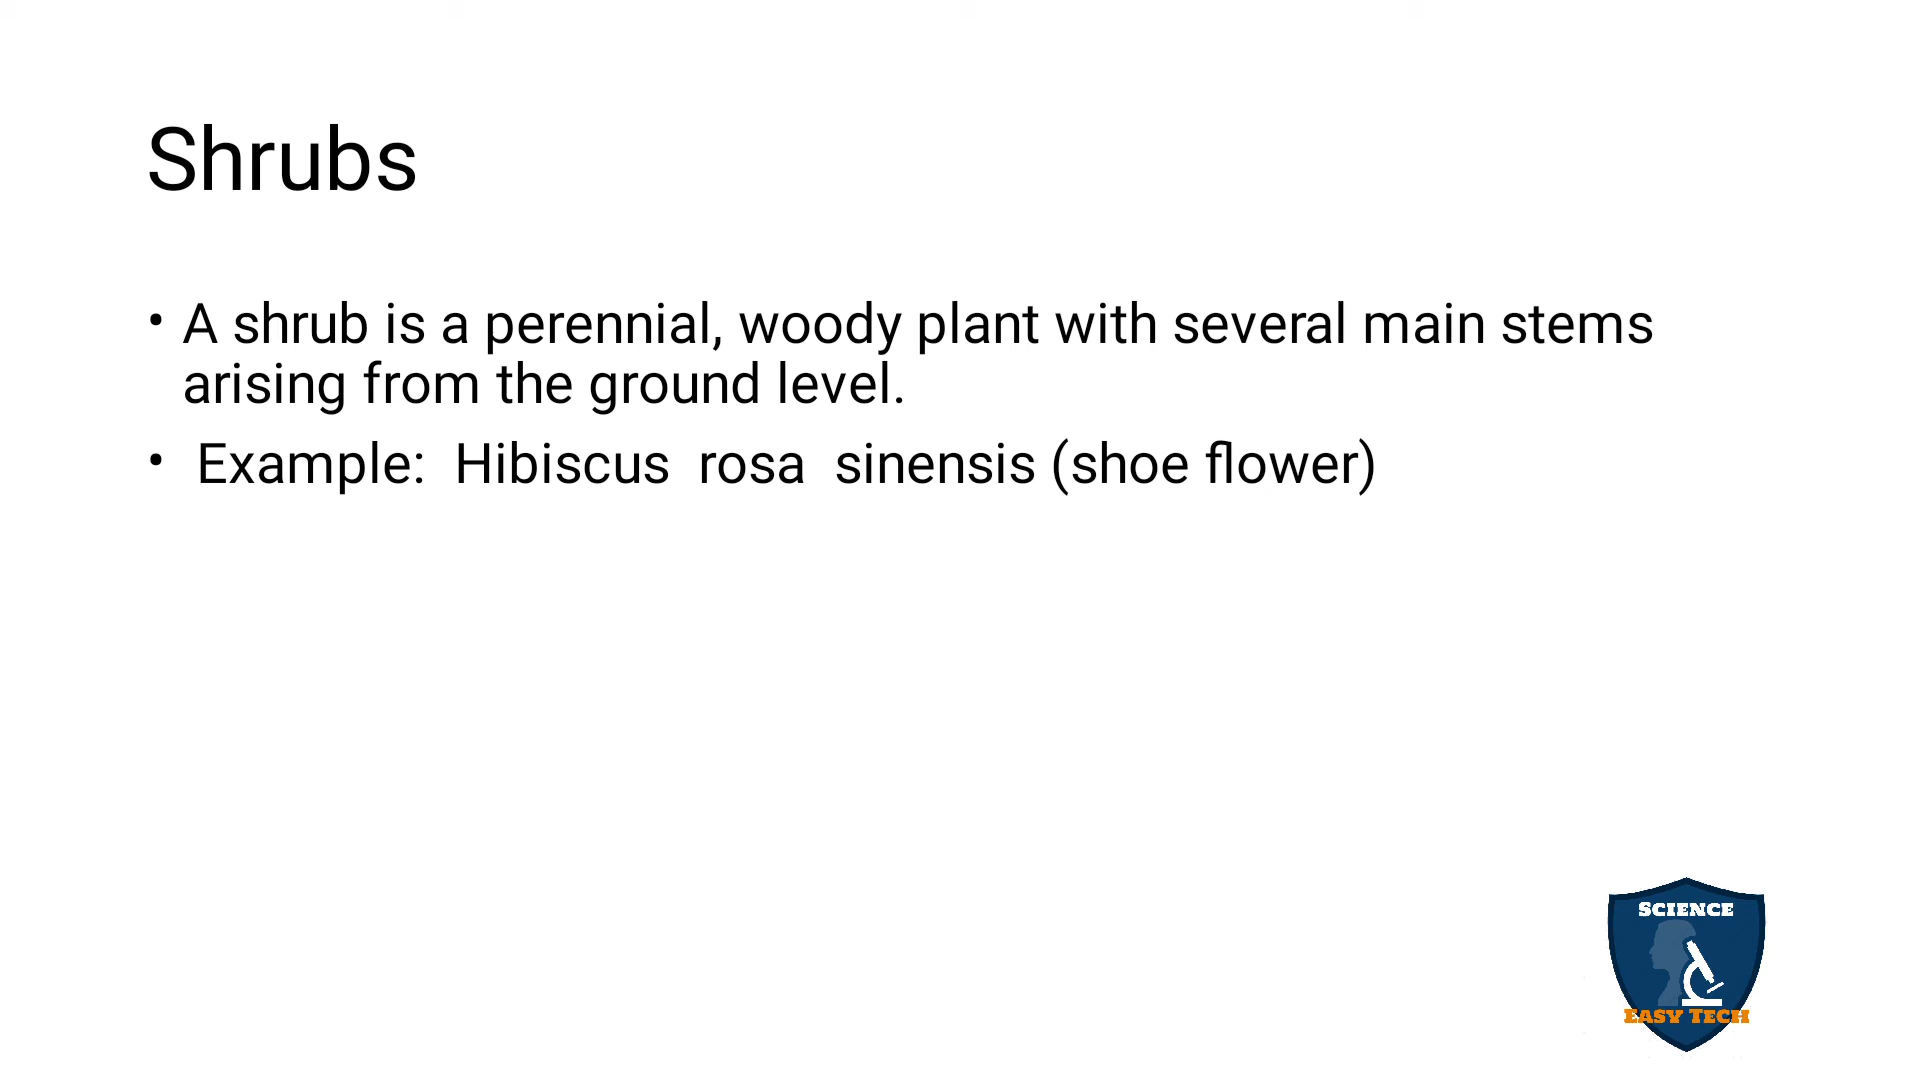 Shrubs
• A shrub is a perennial, woody plant with several main stems
arising from the ground level.
• Example: Hibiscus rosa sinensis (shoe flower)
SCIENCE
EASY TECH